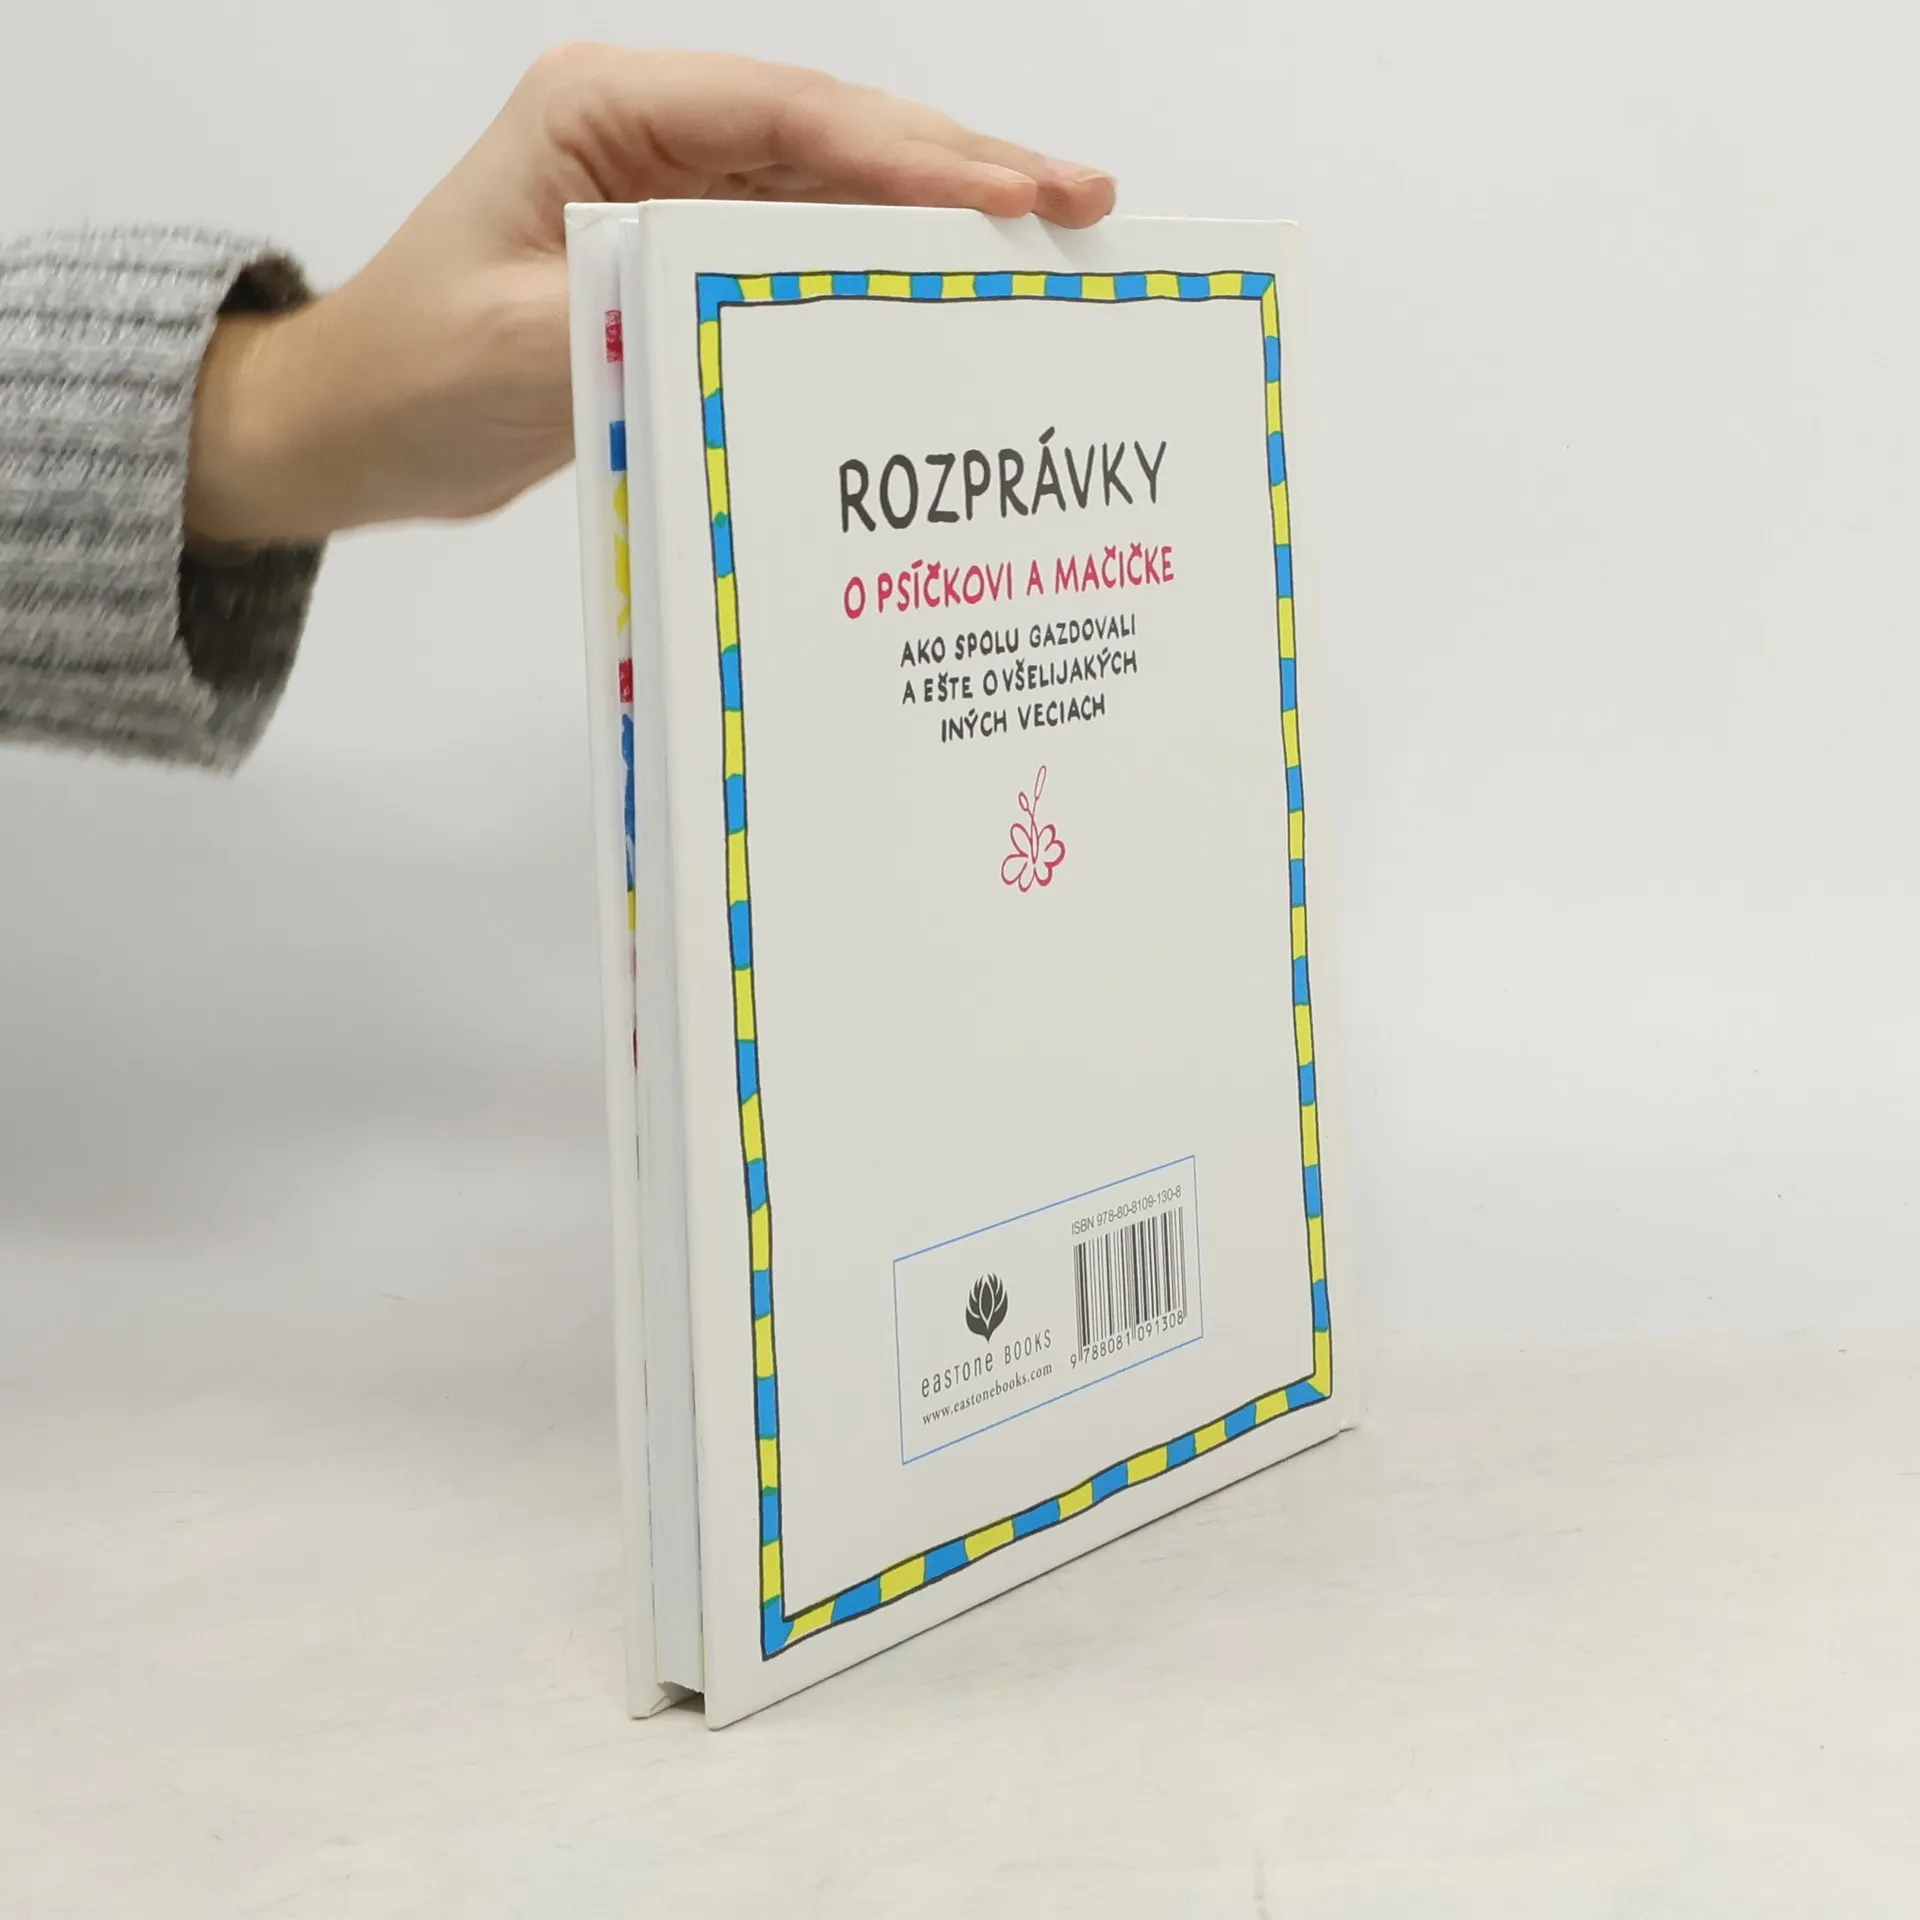 ROZPRÁVKY
O PSÍČKOVI A MAČIČKE
AKO SPOLU GAZDOVALI
A EŠTE O VŠELIJAKÝCH
INÝCH VECIACH
ISBN 978-80-8109-130-8
eastone BOOKS
www.eastonebooks.com
9 788081 091308